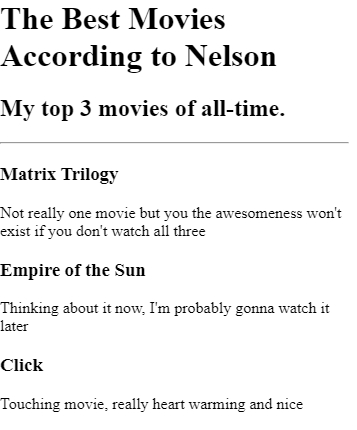 The Best Movies
According to Nelson
My top 3 movies of all-time.
Matrix Trilogy
Not really one movie but you the awesomeness won't
exist if you don't watch all three
Empire of the Sun
Thinking about it now, I'm probably gonna watch it
later
Click
Touching movie, really heart warming and nice